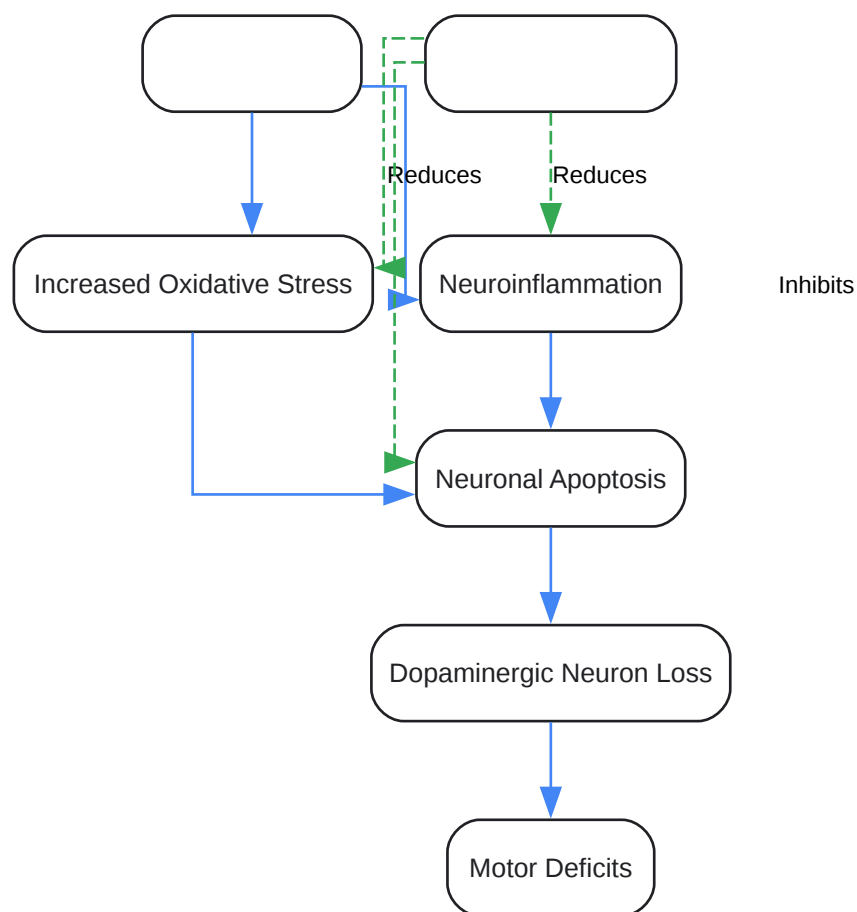 Reduces
Reduces
Increased Oxidative Stress
Neuroinflammation
Inhibits
Neuronal Apoptosis
Dopaminergic Neuron Loss
Motor Deficits